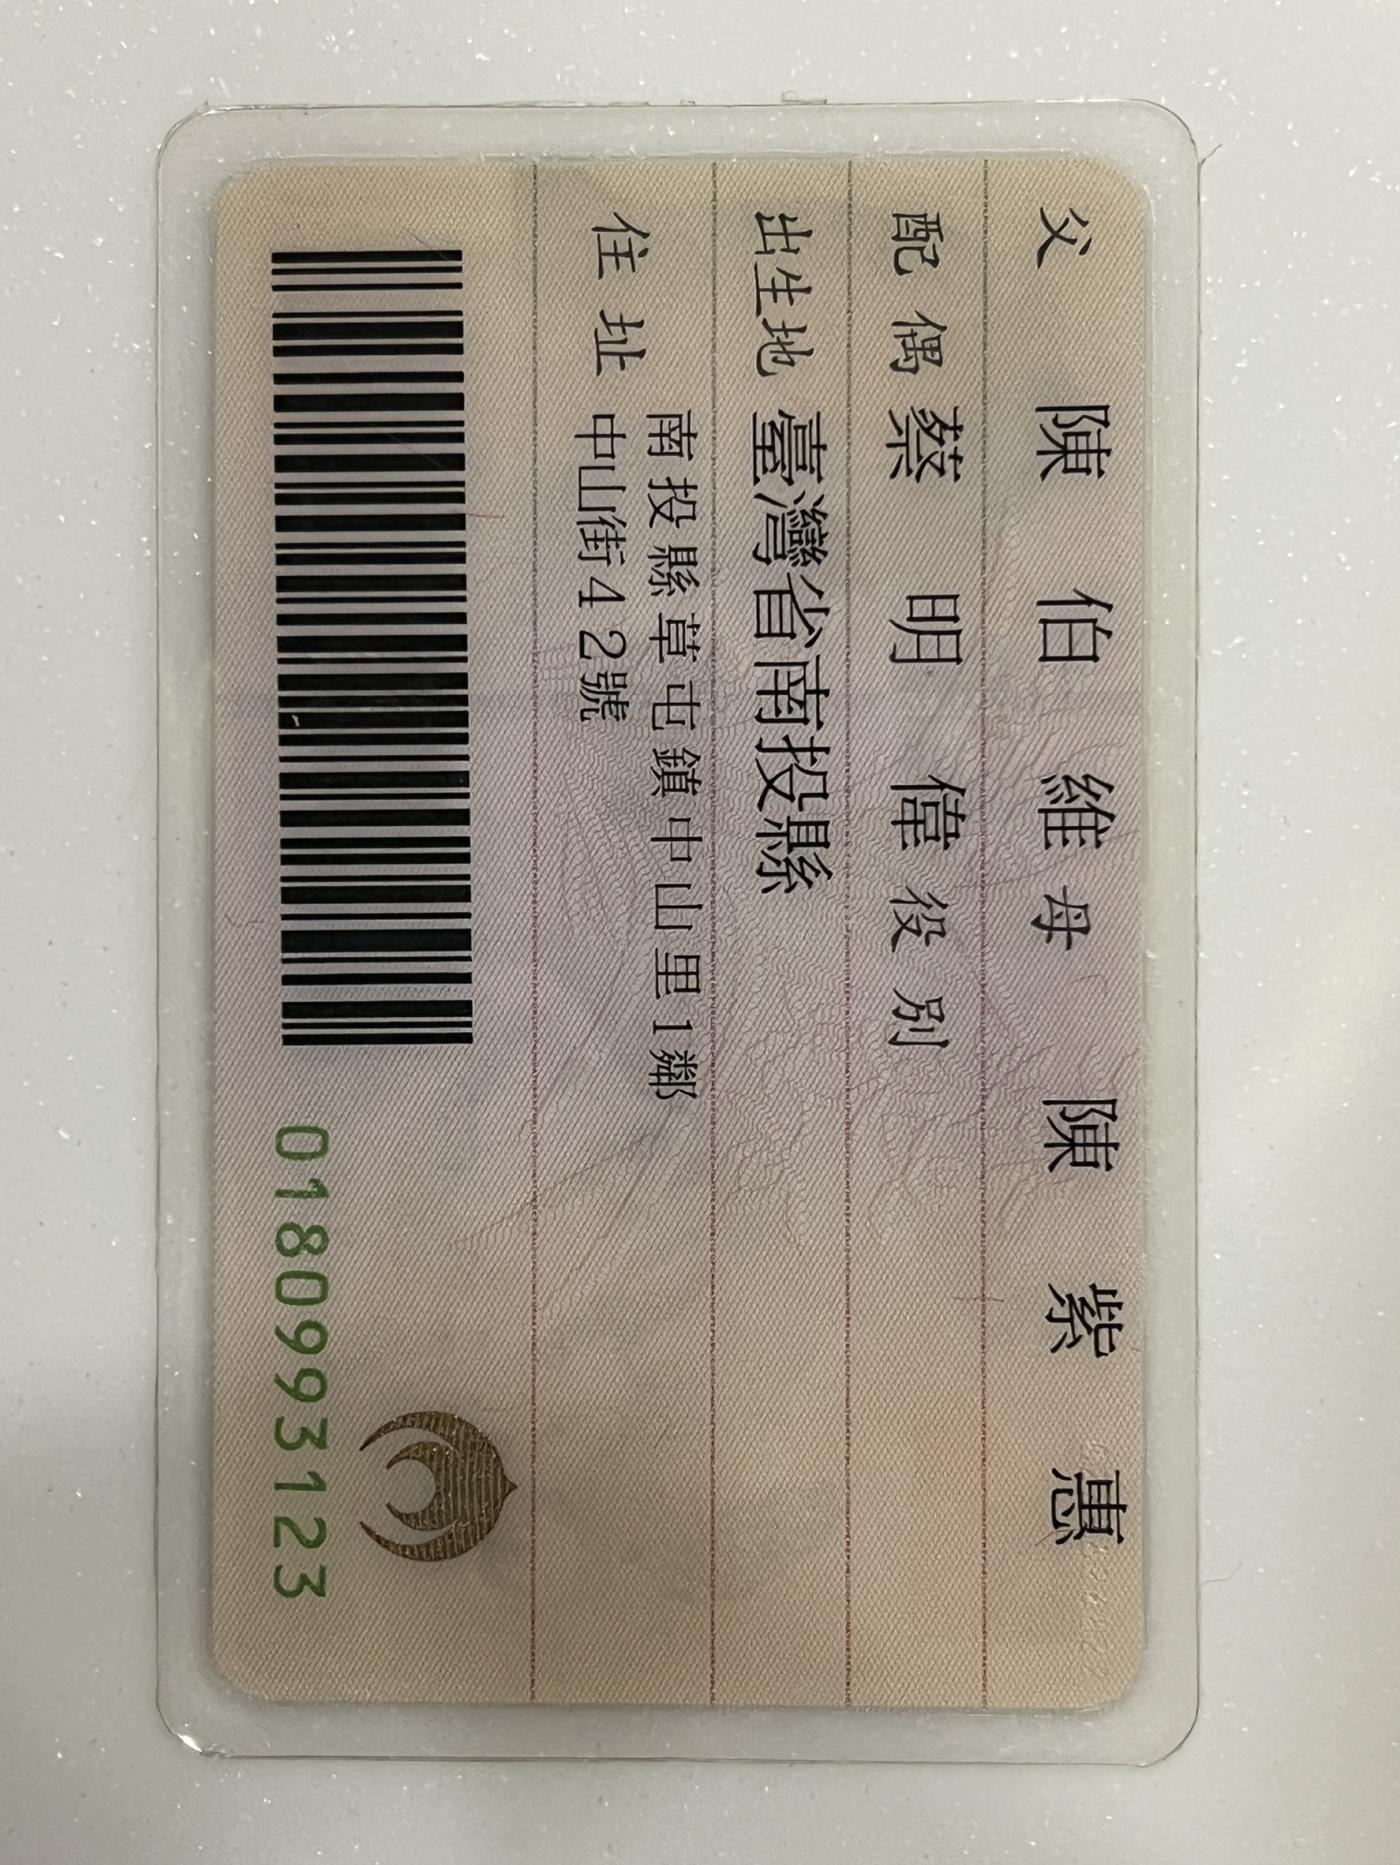 父 陳伯維 母 陳紫惠
配偶 蔡明偉 役別
出生地 臺灣省南投縣
住址 南投縣草屯鎮中山里1鄰
中山街42號
0180993123